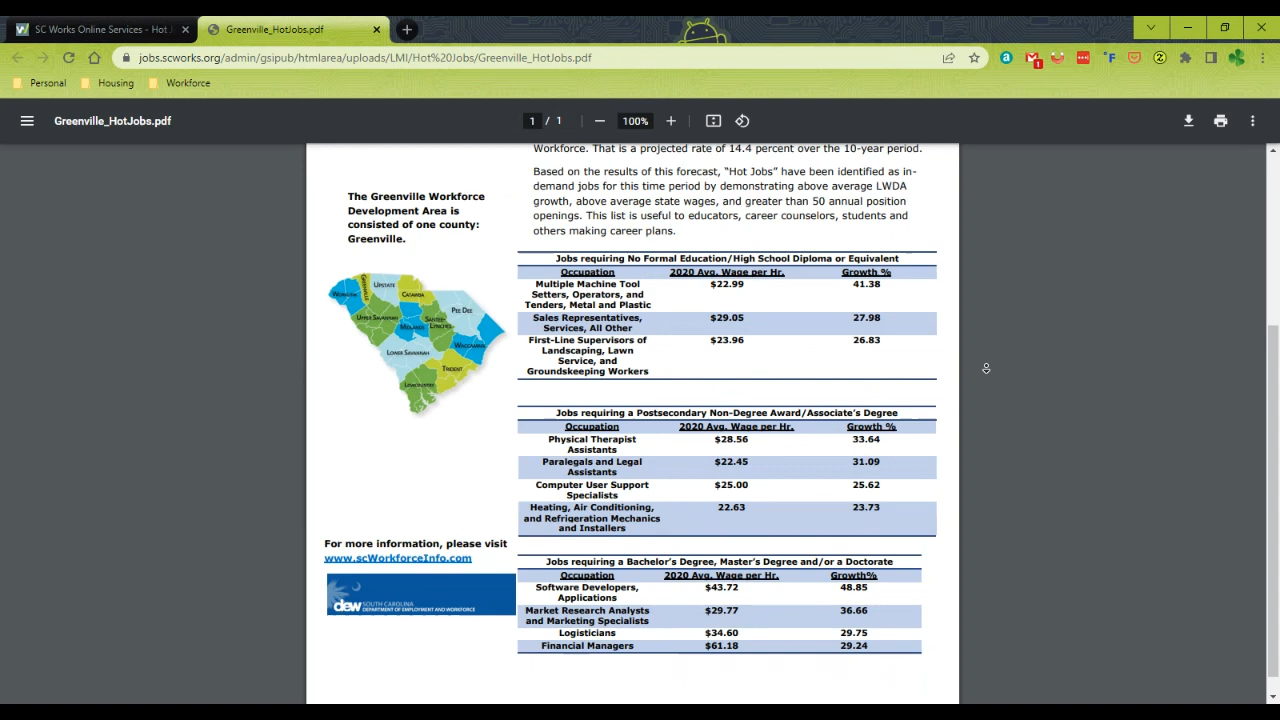 SC Works Online Services - Hot J
Greenville_HotJobs.pdf
jobs.scworks.org/admin/gsipub/htmlarea/uploads/LMI/Hot%20Jobs/Greenville_HotJobs.pdf
Personal
Housing
Workforce
Greenville_HotJobs.pdf
1 / 1
100%
Workforce. That is a projected rate of 14.4 percent over the 10-year period.
Based on the results of this forecast, “Hot Jobs” have been identified as in-
demand jobs for this time period by demonstrating above average LWDA
growth, above average state wages, and greater than 50 annual position
openings. This list is useful to educators, career counselors, students and
others making career plans.
The Greenville Workforce
Development Area is
consisted of one county:
Greenville.
WORKLINK
GREENVILLE
UPSTATE
CATAWBA
PEE DEE
UPPER SAVANNAH
MIDLANDS
SANTEE-
LYNCHES
WACCAMAW
LOWER SAVANNAH
TRIDENT
LOWCOUNTRY
For more information, please visit
www.scWorkforceInfo.com
dew SOUTH CAROLINA
DEPARTMENT OF EMPLOYMENT AND WORKFORCE
Jobs requiring No Formal Education/High School Diploma or Equivalent
Occupation 2020 Avg. Wage per Hr. Growth %
Multiple Machine Tool $22.99 41.38
Setters, Operators, and
Tenders, Metal and Plastic
Sales Representatives, $29.05 27.98
Services, All Other
First-Line Supervisors of $23.96 26.83
Landscaping, Lawn
Service, and
Groundskeeping Workers
Jobs requiring a Postsecondary Non-Degree Award/Associate’s Degree
Occupation 2020 Avg. Wage per Hr. Growth %
Physical Therapist $28.56 33.64
Assistants
Paralegals and Legal $22.45 31.09
Assistants
Computer User Support $25.00 25.62
Specialists
Heating, Air Conditioning, 22.63 23.73
and Refrigeration Mechanics
and Installers
Jobs requiring a Bachelor’s Degree, Master’s Degree and/or a Doctorate
Occupation 2020 Avg. Wage per Hr. Growth%
Software Developers, $43.72 48.85
Applications
Market Research Analysts $29.77 36.66
and Marketing Specialists
Logisticians $34.60 29.75
Financial Managers $61.18 29.24